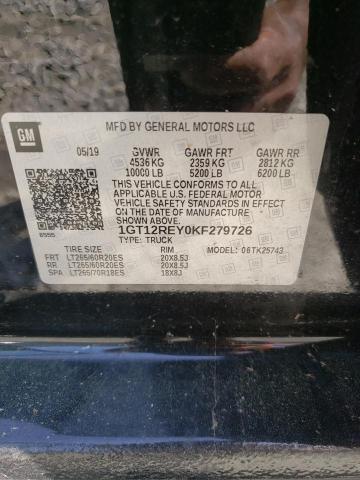 GM
MFD BY GENERAL MOTORS LLC
05/19 GVWR GAWR FRT GAWR RR
4536 KG 2359 KG 2812 KG
10000 LB 5200 LB 6200 LB
THIS VEHICLE CONFORMS TO ALL
APPLICABLE U.S. FEDERAL MOTOR
VEHICLE SAFETY STANDARDS IN
EFFECT ON THE DATE OF MANUFACTURE
SHOWN ABOVE.
1GT12REY0KF279726
TYPE: TRUCK MODEL: 06TK25743
TIRE SIZE RIM
FRT LT265/60R20ES 20X8.5J
RR LT265/60R20ES 20X8.5J
SPA LT265/70R18ES 18X8J